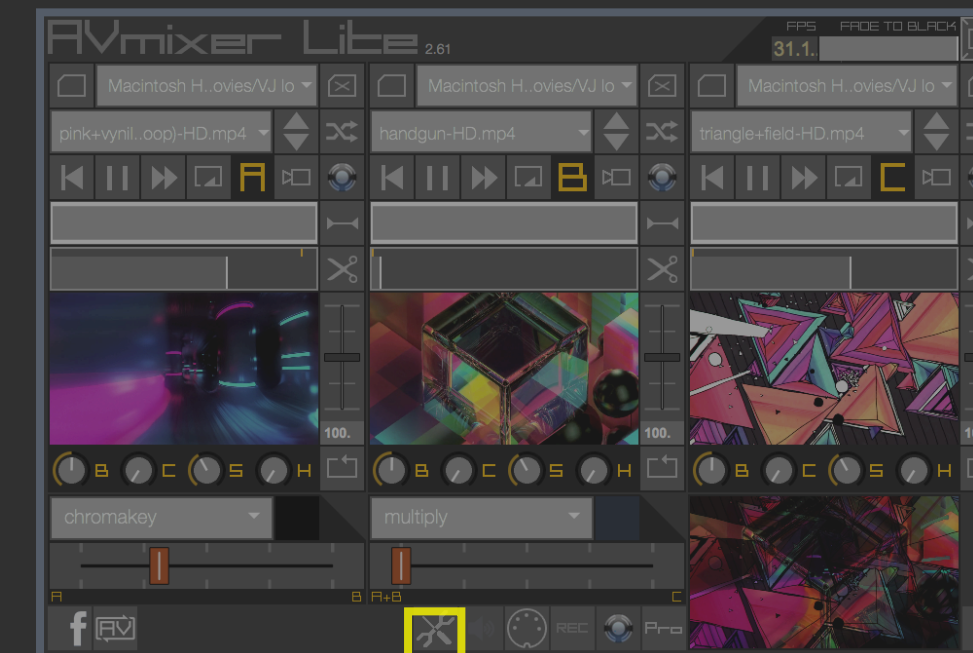 AVmixer Lite 2.61
FPS FADE TO BLACK
31.1.
Macintosh H..ovies/VJ lo Macintosh H..ovies/VJ lo Macintosh H..ovies/VJ lo
pink+vynil..oop)-HD.mp4 handgun-HD.mp4 triangle+field-HD.mp4
A B C
100. 100. 10
B C S H B C S H B C S H
chromakey multiply
A B A+B C
f AV REC Pro